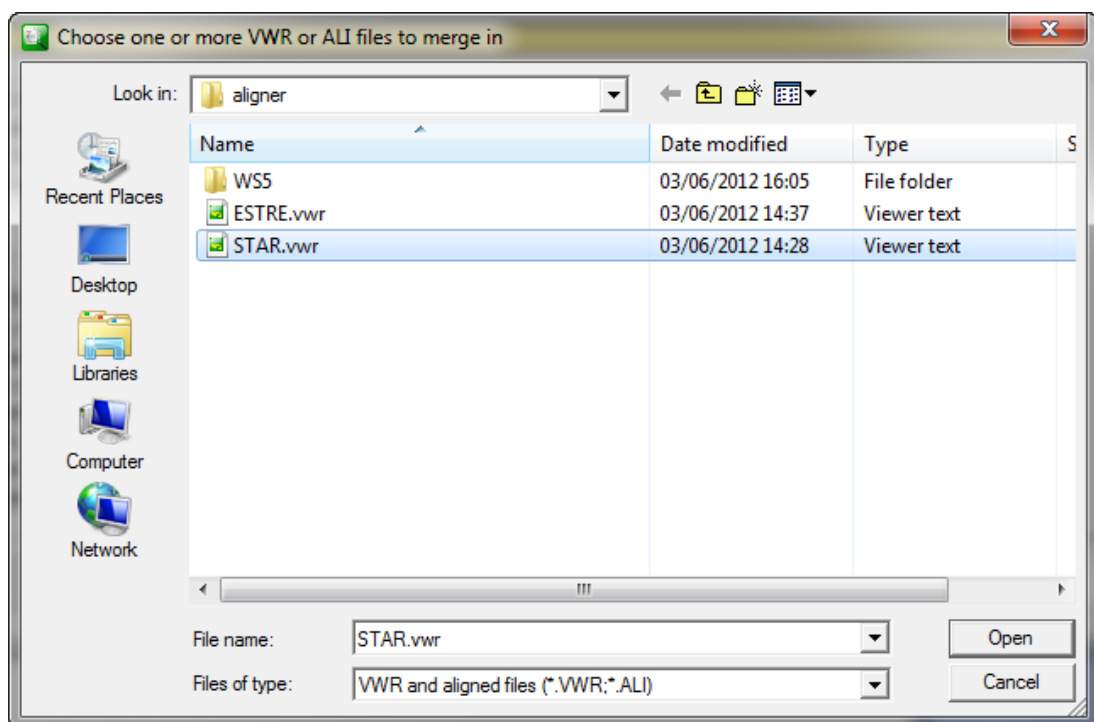 Choose one or more VWR or ALI files to merge in
Look in: aligner
Name Date modified Type S
WS5 03/06/2012 16:05 File folder
ESTRE.vwr 03/06/2012 14:37 Viewer text
STAR.vwr 03/06/2012 14:28 Viewer text
Recent Places
Desktop
Libraries
Computer
Network
File name: STAR.vwr Open
Files of type: VWR and aligned files (*.VWR;*.ALI) Cancel